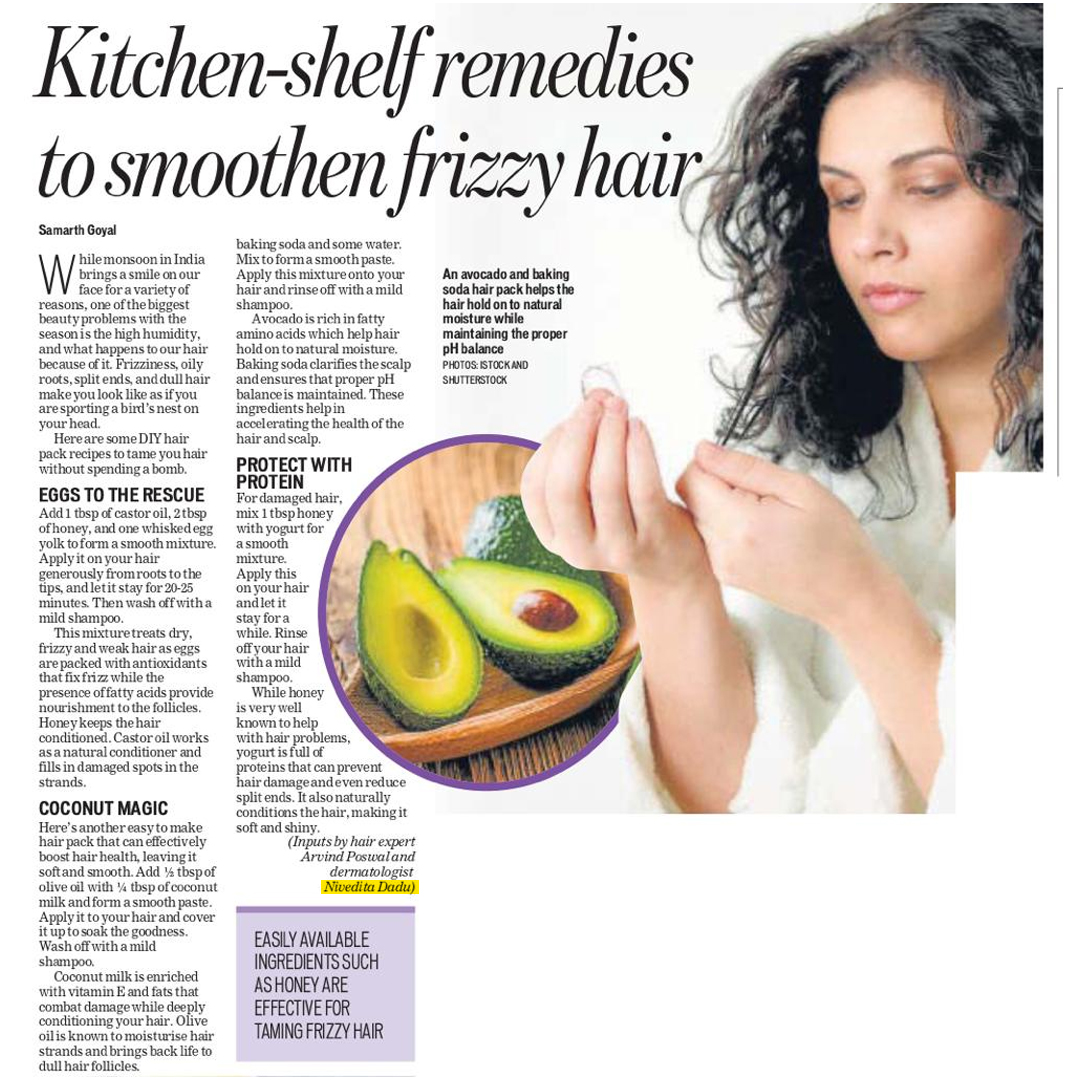 Kitchen-shelf remedies
to smoothen frizzy hair
Samarth Goyal
While monsoon in India
brings a smile on our
face for a variety of
reasons, one of the biggest
beauty problems with the
season is the high humidity,
and what happens to our hair
because of it. Frizziness, oily
roots, split ends, and dull hair
make you look like as if you
are sporting a bird's nest on
your head.
Here are some DIY hair
pack recipes to tame you hair
without spending a bomb.
EGGS TO THE RESCUE
Add 1 tbsp of castor oil, 2 tbsp
of honey, and one whisked egg
yolk to form a smooth mixture.
Apply it on your hair
generously from roots to the
tips, and let it stay for 20-25
minutes. Then wash off with a
mild shampoo.
This mixture treats dry,
frizzy and weak hair as eggs
are packed with antioxidants
that fix frizz while the
presence of fatty acids provide
nourishment to the follicles.
Honey keeps the hair
conditioned. Castor oil works
as a natural conditioner and
fills in damaged spots in the
strands.
COCONUT MAGIC
Here's another easy to make
hair pack that can effectively
boost hair health, leaving it
soft and smooth. Add ½ tbsp of
olive oil with ¼ tbsp of coconut
milk and form a smooth paste.
Apply it to your hair and cover
it up to soak the goodness.
Wash off with a mild
shampoo.
Coconut milk is enriched
with vitamin E and fats that
combat damage while deeply
conditioning your hair. Olive
oil is known to moisturise hair
strands and brings back life to
dull hair follicles.
baking soda and some water.
Mix to form a smooth paste.
Apply this mixture onto your
hair and rinse off with a mild
shampoo.
Avocado is rich in fatty
amino acids which help hair
hold on to natural moisture.
Baking soda clarifies the scalp
and ensures that proper pH
balance is maintained. These
ingredients help in
accelerating the health of the
hair and scalp.
PROTECT WITH
PROTEIN
For damaged hair,
mix 1 tbsp honey
with yogurt for
a smooth
mixture.
Apply this
on your hair
and let it
stay for a
while. Rinse
off your hair
with a mild
shampoo.
While honey
is very well
known to help
with hair problems,
yogurt is full of
proteins that can prevent
hair damage and even reduce
split ends. It also naturally
conditions the hair, making it
soft and shiny.
(Inputs by hair expert
Arvind Poswal and
dermatologist
Nivedita Dadu)
EASILY AVAILABLE
INGREDIENTS SUCH
AS HONEY ARE
EFFECTIVE FOR
TAMING FRIZZY HAIR
An avocado and baking
soda hair pack helps the
hair hold on to natural
moisture while
maintaining the proper
pH balance
PHOTOS: ISTOCK AND
SHUTTERSTOCK